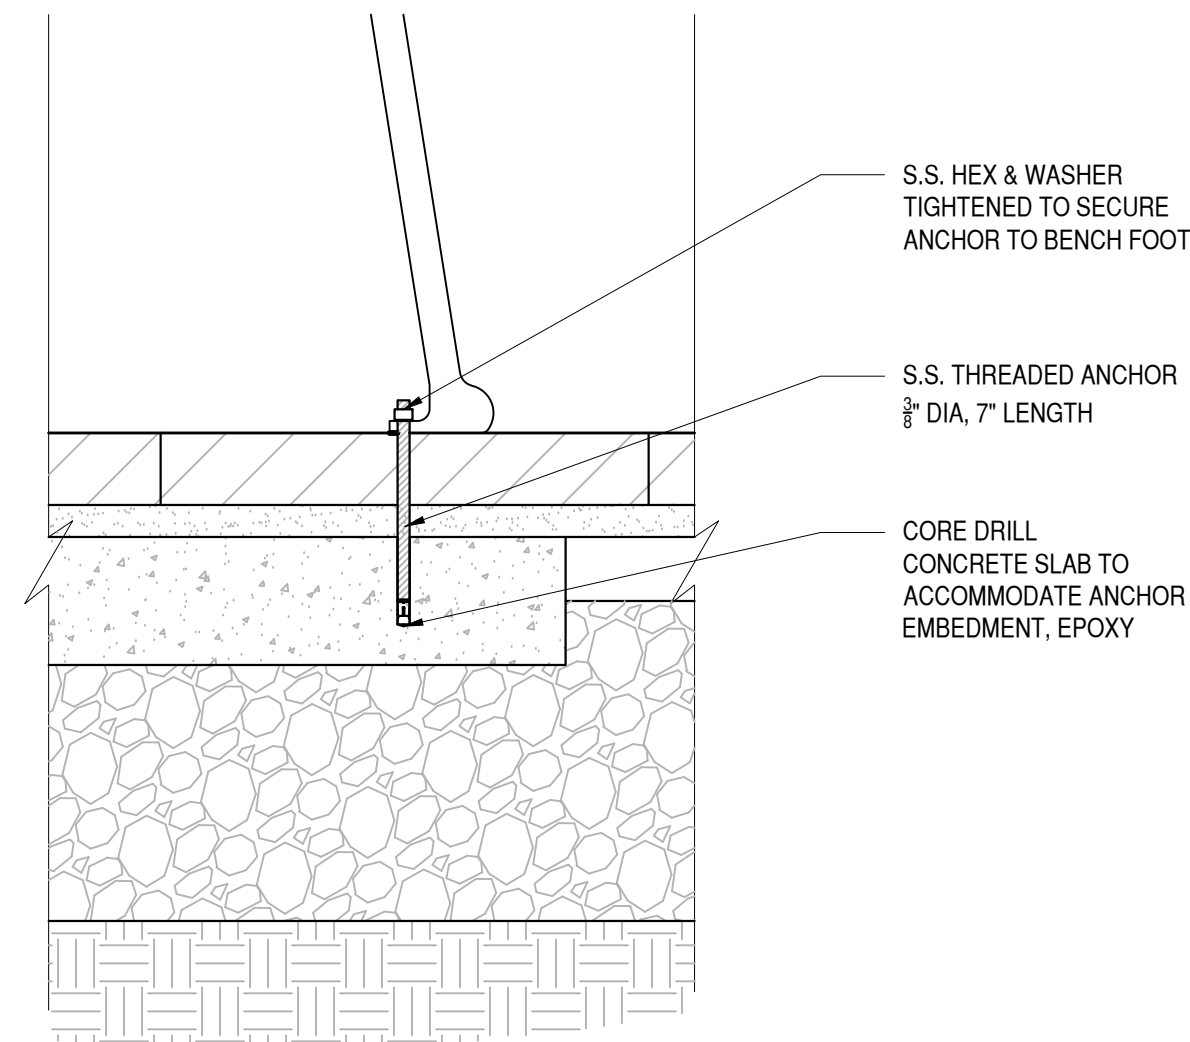 S.S. HEX & WASHER
TIGHTENED TO SECURE
ANCHOR TO BENCH FOOT
S.S. THREADED ANCHOR
3/8" DIA, 7" LENGTH
CORE DRILL
CONCRETE SLAB TO
ACCOMMODATE ANCHOR
EMBEDMENT, EPOXY